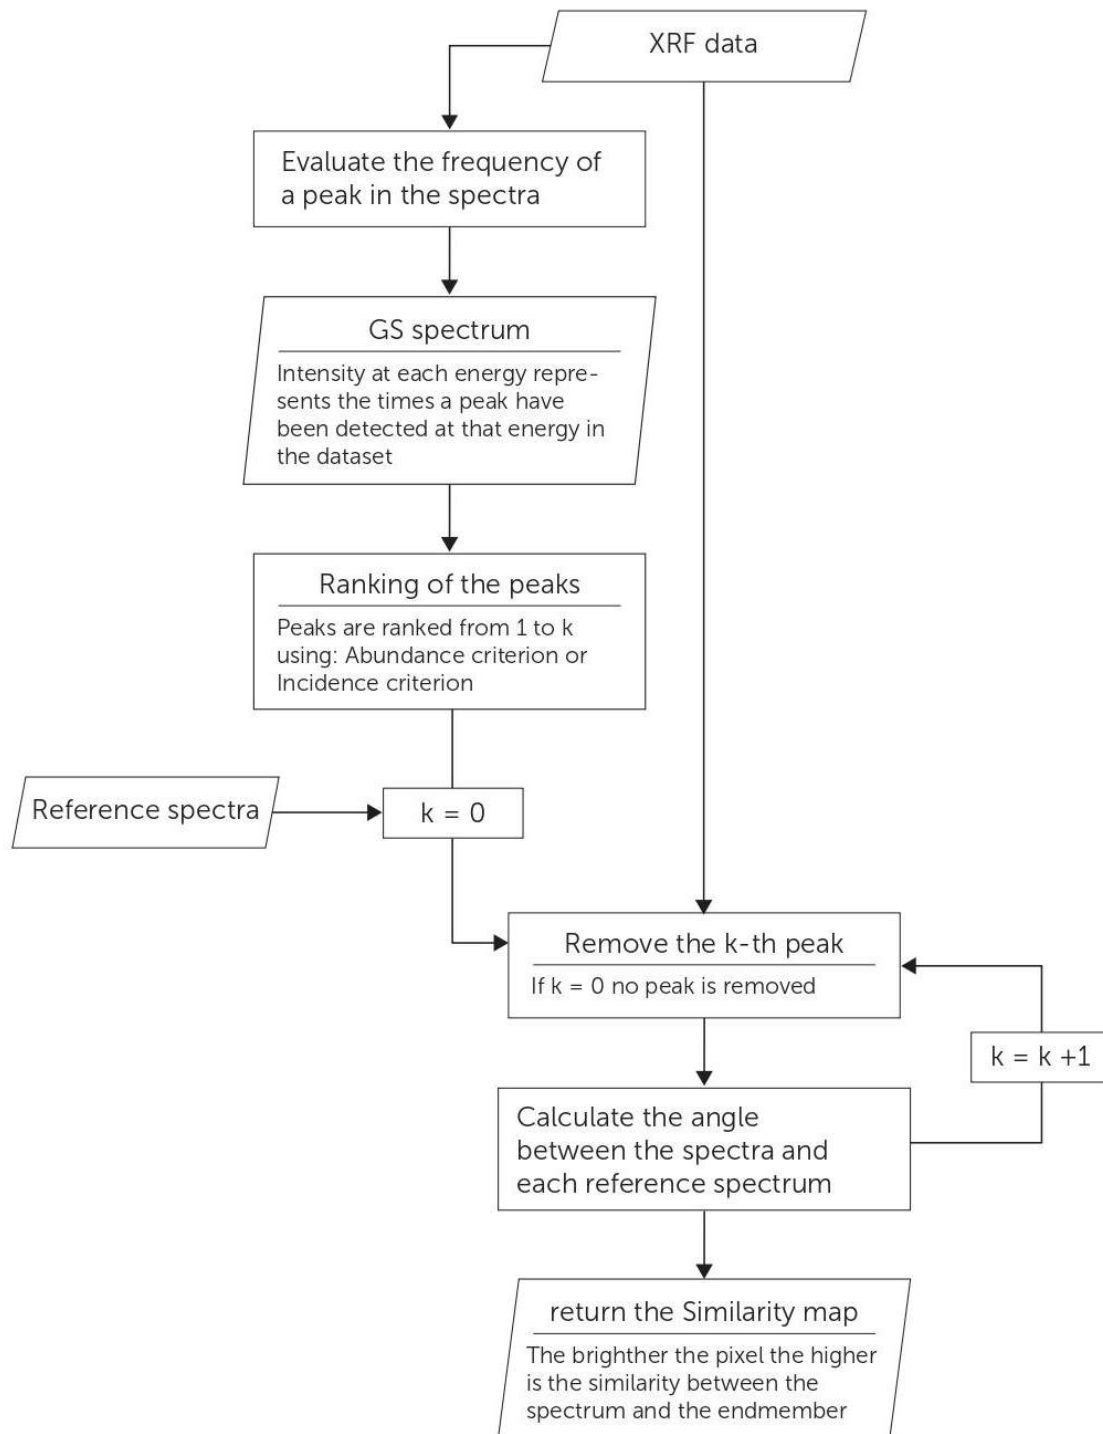 XRF data
Evaluate the frequency of
a peak in the spectra
GS spectrum
Intensity at each energy repre-
sents the times a peak have
been detected at that energy in
the dataset
Ranking of the peaks
Peaks are ranked from 1 to k
using: Abundance criterion or
Incidence criterion
Reference spectra
k = 0
Remove the k-th peak
If k = 0 no peak is removed
k = k +1
Calculate the angle
between the spectra and
each reference spectrum
return the Similarity map
The brighther the pixel the higher
is the similarity between the
spectrum and the endmember